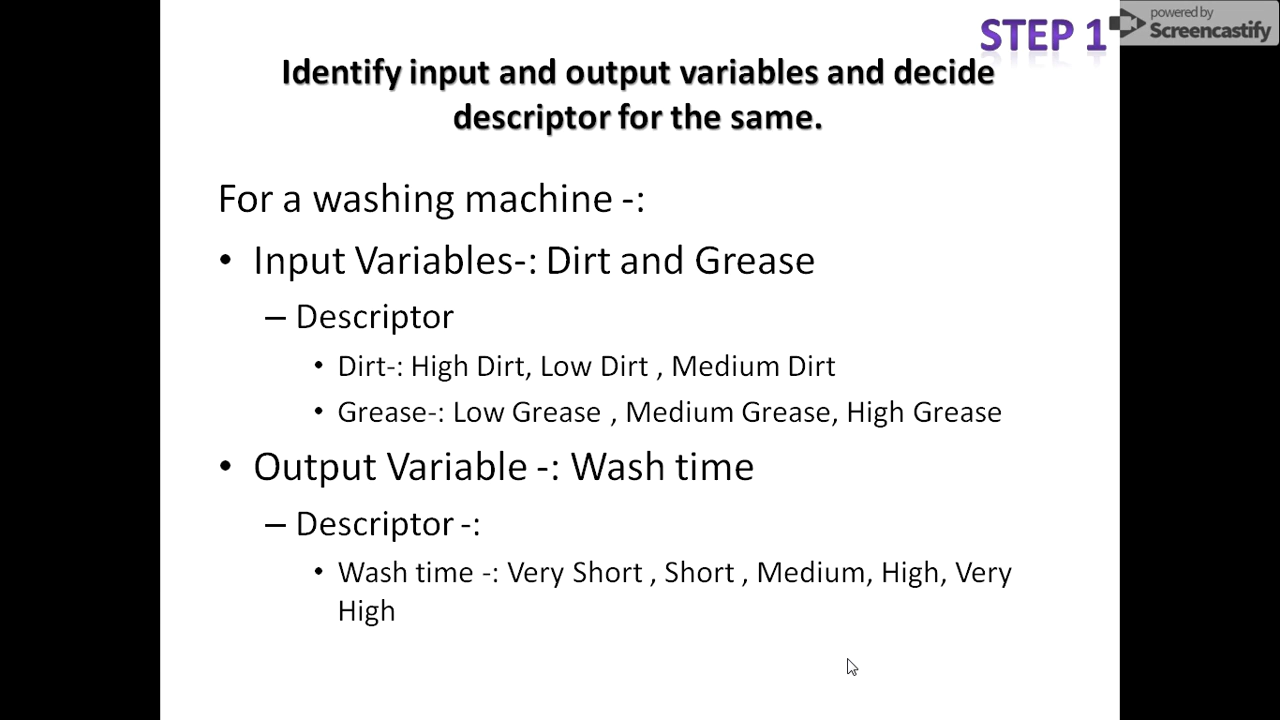 STEP 1
powered by
Screencastify
Identify input and output variables and decide
descriptor for the same.
For a washing machine -:
• Input Variables-: Dirt and Grease
– Descriptor
• Dirt-: High Dirt, Low Dirt , Medium Dirt
• Grease-: Low Grease , Medium Grease, High Grease
• Output Variable -: Wash time
– Descriptor -:
• Wash time -: Very Short , Short , Medium, High, Very
High